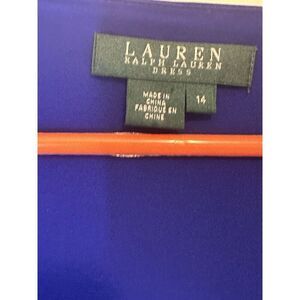 LAUREN
RALPH LAUREN
DRESS
MADE IN
CHINA
FABRIQUE EN
CHINE
14